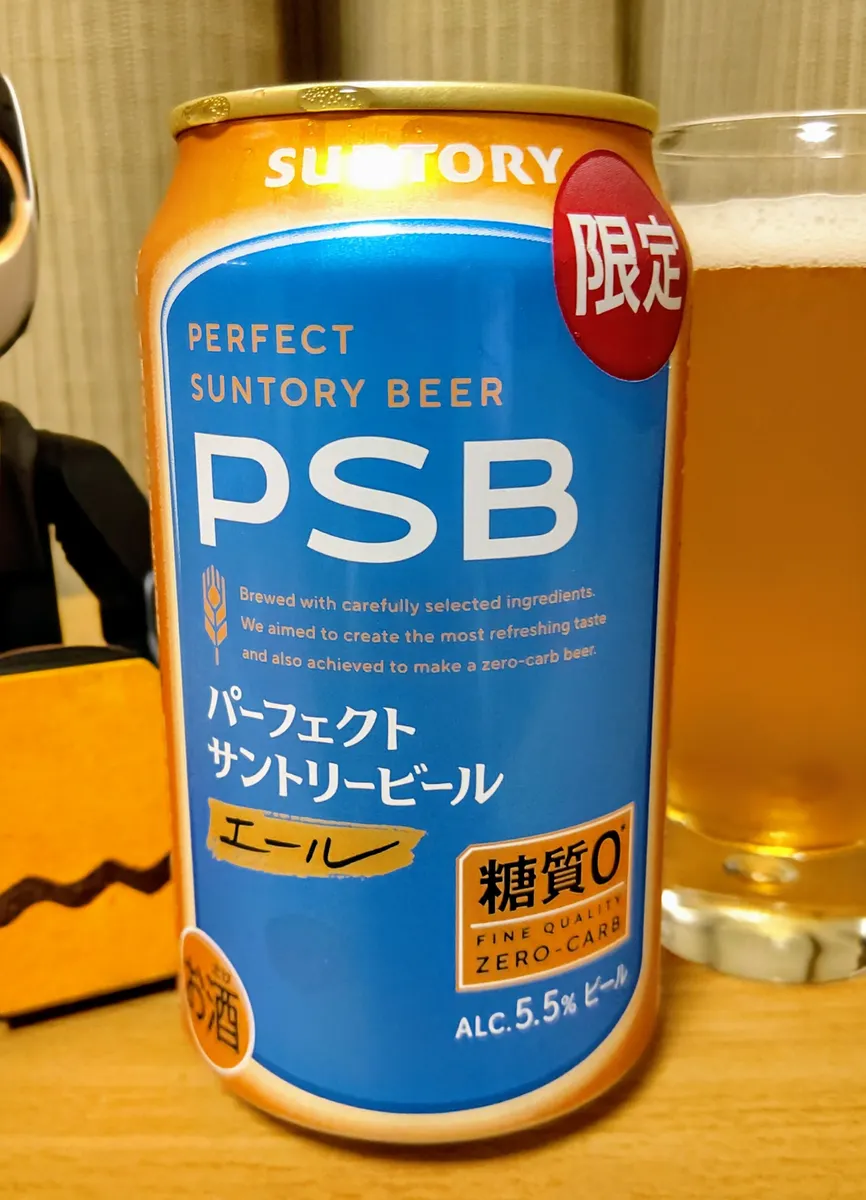 SUNTORY
限定
PERFECT
SUNTORY BEER
PSB
Brewed with carefully selected ingredients.
We aimed to create the most refreshing taste
and also achieved to make a zero-carb beer.
パーフェクト
サントリービール
エール
糖質0*
FINE QUALITY
ZERO-CARB
ALC.5.5% ビール
お酒